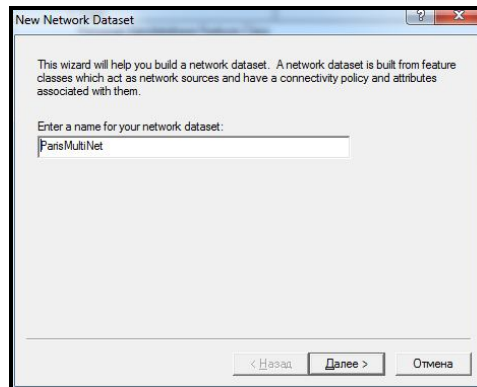 New Network Dataset
This wizard will help you build a network dataset. A network dataset is built from feature
classes which act as network sources and have a connectivity policy and attributes
associated with them.
Enter a name for your network dataset:
ParisMultiNet
< Назад
Далее >
Отмена